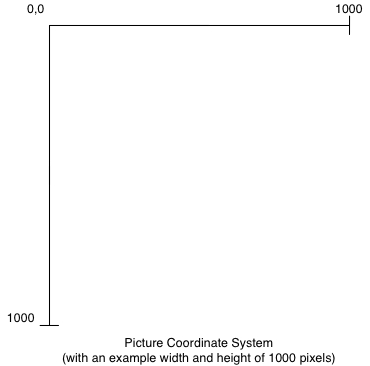 0,0
1000
1000
Picture Coordinate System
(with an example width and height of 1000 pixels)